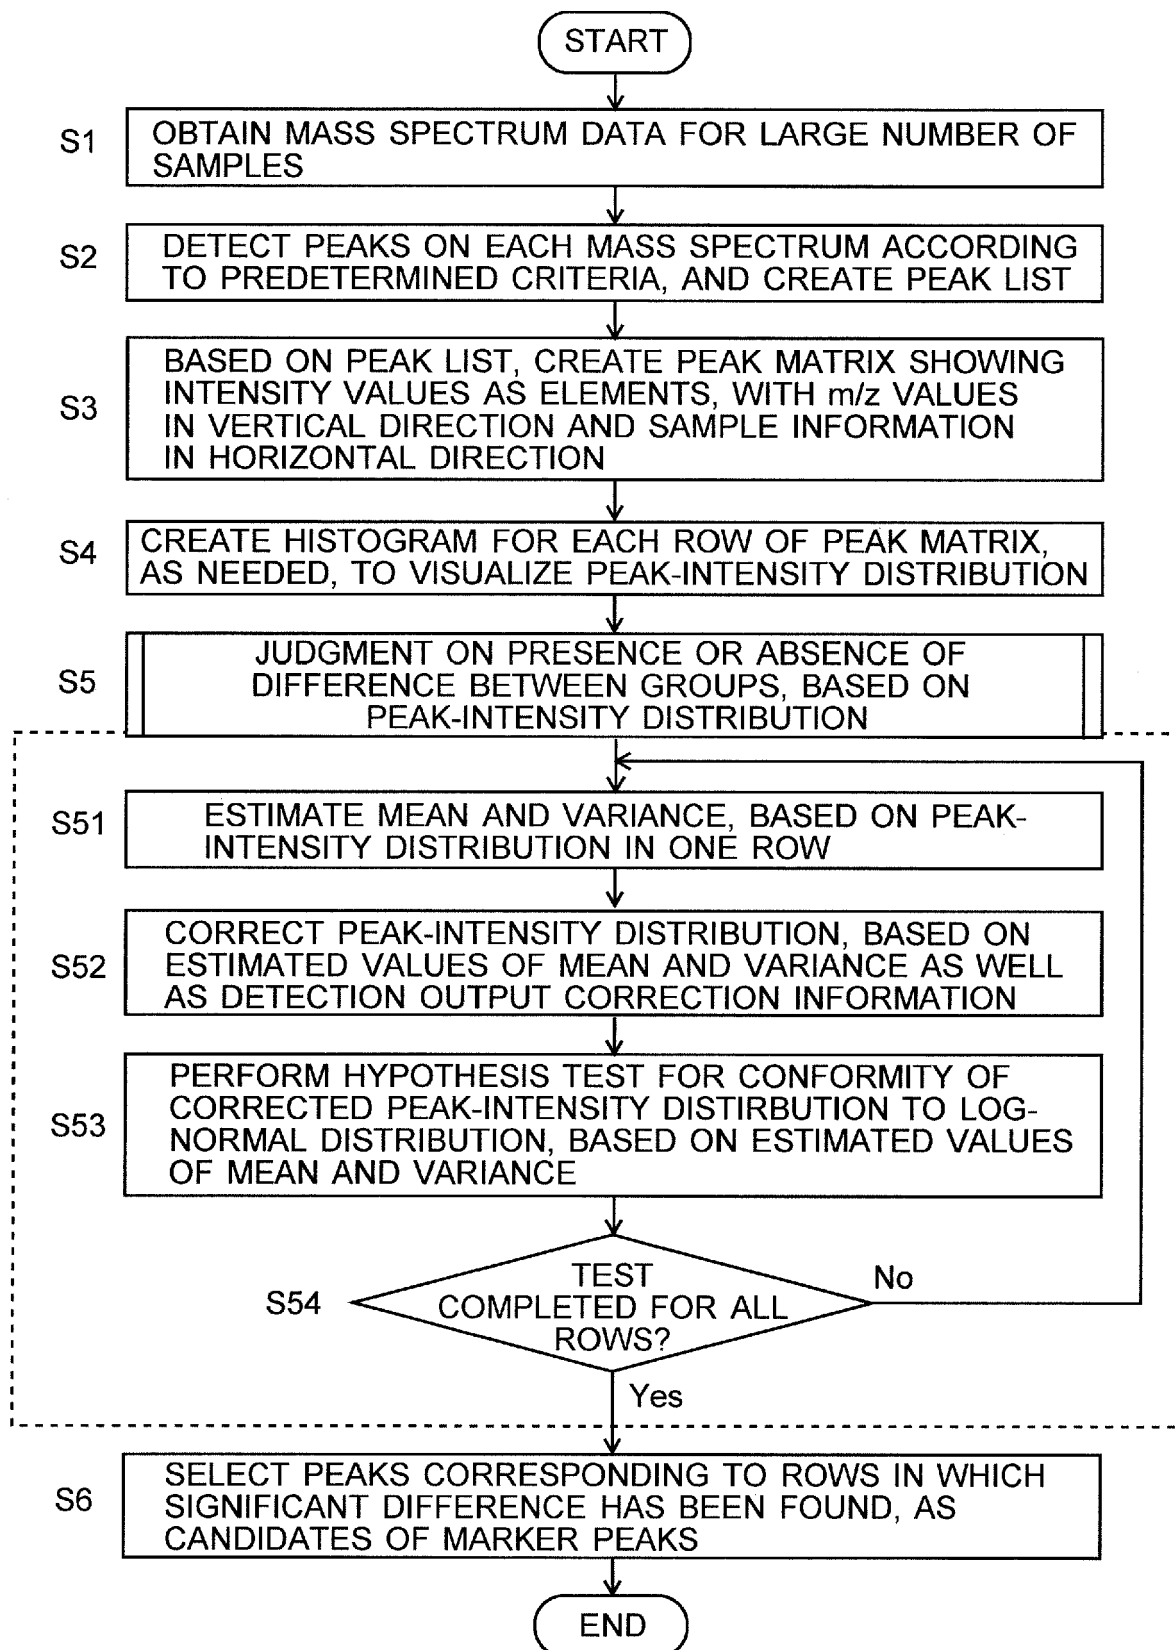 START
S1
OBTAIN MASS SPECTRUM DATA FOR LARGE NUMBER OF
SAMPLES
S2
DETECT PEAKS ON EACH MASS SPECTRUM ACCORDING
TO PREDETERMINED CRITERIA, AND CREATE PEAK LIST
S3
BASED ON PEAK LIST, CREATE PEAK MATRIX SHOWING
INTENSITY VALUES AS ELEMENTS, WITH m/z VALUES
IN VERTICAL DIRECTION AND SAMPLE INFORMATION
IN HORIZONTAL DIRECTION
S4
CREATE HISTOGRAM FOR EACH ROW OF PEAK MATRIX,
AS NEEDED, TO VISUALIZE PEAK-INTENSITY DISTRIBUTION
S5
JUDGMENT ON PRESENCE OR ABSENCE OF
DIFFERENCE BETWEEN GROUPS, BASED ON
PEAK-INTENSITY DISTRIBUTION
S51
ESTIMATE MEAN AND VARIANCE, BASED ON PEAK-
INTENSITY DISTRIBUTION IN ONE ROW
S52
CORRECT PEAK-INTENSITY DISTRIBUTION, BASED ON
ESTIMATED VALUES OF MEAN AND VARIANCE AS WELL
AS DETECTION OUTPUT CORRECTION INFORMATION
S53
PERFORM HYPOTHESIS TEST FOR CONFORMITY OF
CORRECTED PEAK-INTENSITY DISTIRBUTION TO LOG-
NORMAL DISTRIBUTION, BASED ON ESTIMATED VALUES
OF MEAN AND VARIANCE
S54
TEST
COMPLETED FOR ALL
ROWS?
No
Yes
S6
SELECT PEAKS CORRESPONDING TO ROWS IN WHICH
SIGNIFICANT DIFFERENCE HAS BEEN FOUND, AS
CANDIDATES OF MARKER PEAKS
END